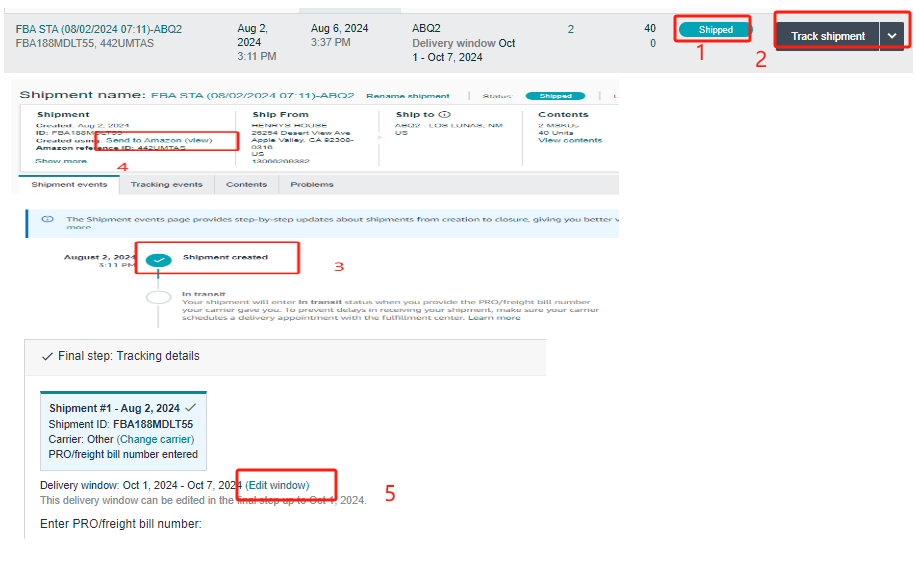 FBA STA (08/02/2024 07:11)-ABQ2
FBA188MDLT55, 442UMTAS
Aug 2,
2024
3:11 PM
Aug 6, 2024
3:37 PM
ABQ2
Delivery window Oct
1 - Oct 7, 2024
2
40
0
Shipped
Track shipment
1
2
Shipment name: FBA STA (08/02/2024 07:11)-ABQ2
Rename shipment
Status:
Shipped
Shipment
Created: Aug 2, 2024
ID: FBA188MDLT55
Created using: Send to Amazon (view)
Amazon reference ID: 442UMTAS
Show more
4
Ship From
HENRYS HOUSE
26254 Desert View Ave
Apple Valley, CA 92308-
0316
US
13066209382
Ship to
ABQ2 - LOS LUNAS, NM
US
Contents
2 MSKUs
40 Units
View contents
Shipment events
Tracking events
Contents
Problems
The Shipment events page provides step-by-step updates about shipments from creation to closure, giving you better v
more
August 2, 2024
3:11 PM
Shipment created
3
In transit
Your shipment will enter In transit status when you provide the PRO/freight bill number
your carrier gave you. To prevent delays in receiving your shipment, make sure your carrier
schedules a delivery appointment with the fulfillment center. Learn more
Final step: Tracking details
Shipment #1 - Aug 2, 2024
Shipment ID: FBA188MDLT55
Carrier: Other (Change carrier)
PRO/freight bill number entered
Delivery window: Oct 1, 2024 - Oct 7, 2024 (Edit window)
This delivery window can be edited in the final step up to Oct 1, 2024.
5
Enter PRO/freight bill number: